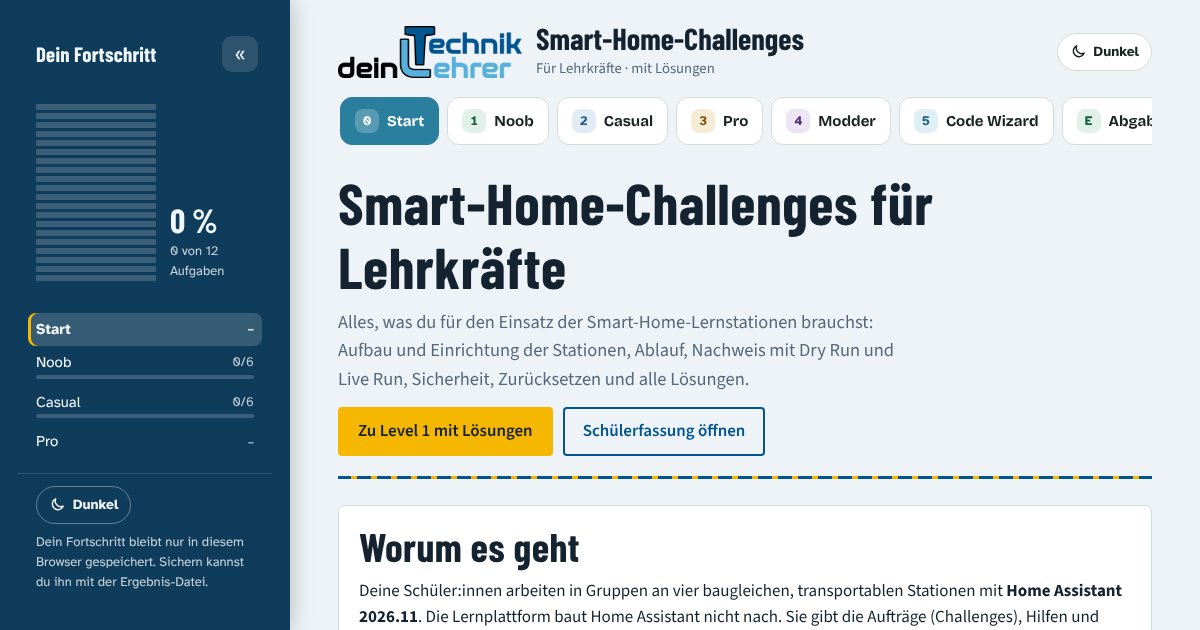 Dein Fortschritt
«
0 %
0 von 12
Aufgaben
Start –
Noob 0/6
Casual 0/6
Pro –
Dunkel
Dein Fortschritt bleibt nur in diesem
Browser gespeichert. Sichern kannst
du ihn mit der Ergebnis-Datei.
dein Technik Lehrer
Smart-Home-Challenges
Für Lehrkräfte · mit Lösungen
Dunkel
0 Start 1 Noob 2 Casual 3 Pro 4 Modder 5 Code Wizard E Abgab
Smart-Home-Challenges für
Lehrkräfte
Alles, was du für den Einsatz der Smart-Home-Lernstationen brauchst:
Aufbau und Einrichtung der Stationen, Ablauf, Nachweis mit Dry Run und
Live Run, Sicherheit, Zurücksetzen und alle Lösungen.
Zu Level 1 mit Lösungen Schülerfassung öffnen
Worum es geht
Deine Schüler:innen arbeiten in Gruppen an vier baugleichen, transportablen Stationen mit Home Assistant
2026.11. Die Lernplattform baut Home Assistant nicht nach. Sie gibt die Aufträge (Challenges), Hilfen und